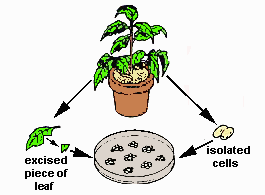 excised
piece of
leaf
isolated
cells